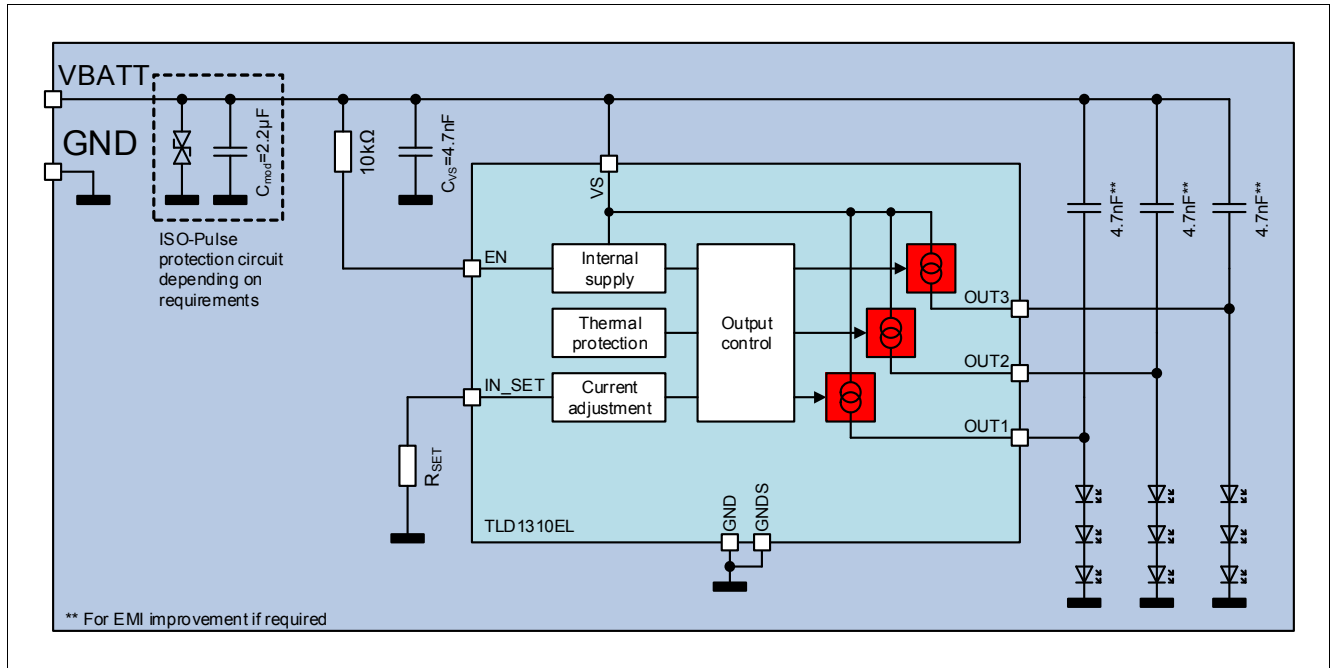 VBATT
GND
Cmod=2.2µF
ISO-Pulse
protection circuit
depending on
requirements
10kΩ
CVS=4.7nF
VS
4.7nF**
4.7nF**
4.7nF**
EN
Internal
supply
OUT3
Thermal
protection
Output
control
OUT2
IN_SET
Current
adjustment
OUT1
RSET
GND
GNDS
TLD1310EL
** For EMI improvement if required